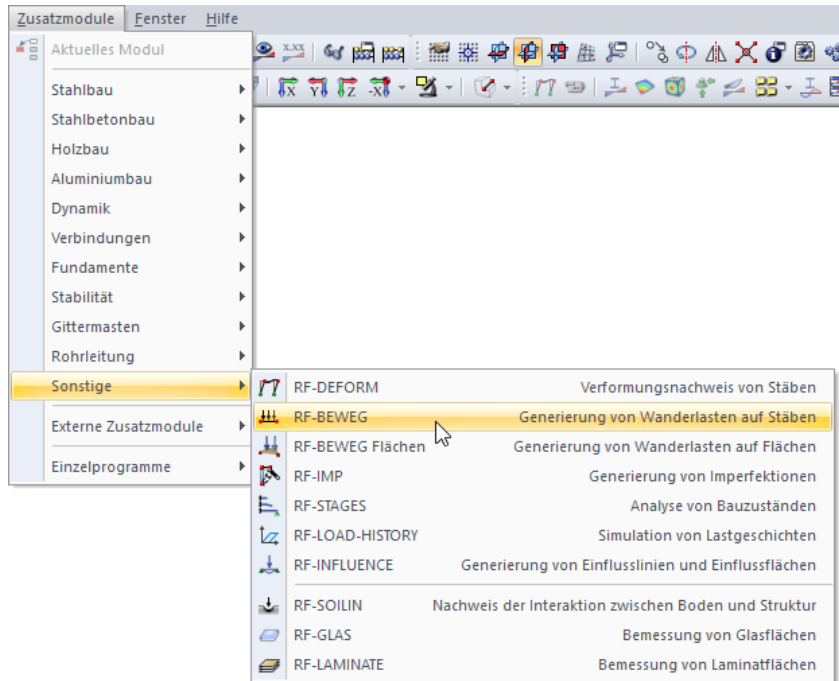 Zusatzmodule Fenster Hilfe
Aktuelles Modul
x.xx
X Y Z -X
Stahlbau
Stahlbetonbau
Holzbau
Aluminiumbau
Dynamik
Verbindungen
Fundamente
Stabilität
Gittermasten
Rohrleitung
Sonstige
Externe Zusatzmodule
Einzelprogramme
RF-DEFORM Verformungsnachweis von Stäben
RF-BEWEG Generierung von Wanderlasten auf Stäben
RF-BEWEG Flächen Generierung von Wanderlasten auf Flächen
RF-IMP Generierung von Imperfektionen
RF-STAGES Analyse von Bauzuständen
RF-LOAD-HISTORY Simulation von Lastgeschichten
RF-INFLUENCE Generierung von Einflusslinien und Einflussflächen
RF-SOILIN Nachweis der Interaktion zwischen Boden und Struktur
RF-GLAS Bemessung von Glasflächen
RF-LAMINATE Bemessung von Laminatflächen